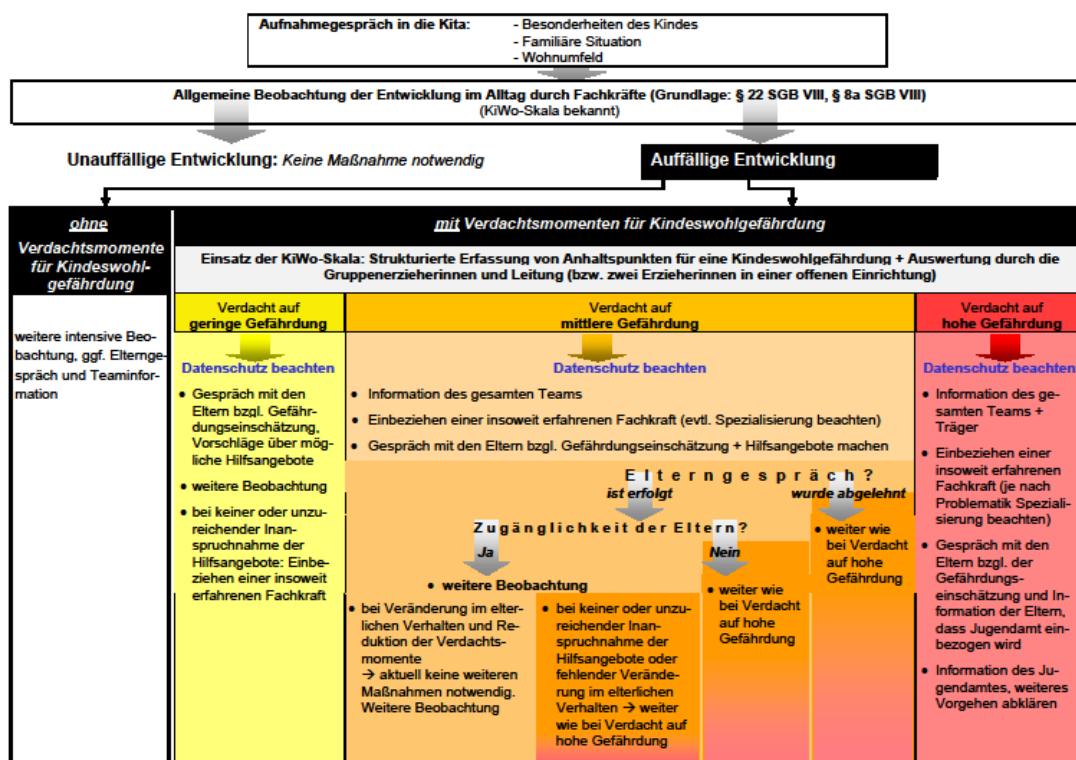 Aufnahmegespräch in die Kita: - Besonderheiten des Kindes
- Familiäre Situation
- Wohnumfeld
Allgemeine Beobachtung der Entwicklung im Alltag durch Fachkräfte (Grundlage: § 22 SGB VIII, § 8a SGB VIII)
(KiWo-Skala bekannt)
Unauffällige Entwicklung: Keine Maßnahme notwendig
Auffällige Entwicklung
ohne
Verdachtsmomente
für Kindeswohl-
gefährdung
weitere intensive Beo-
bachtung, ggf. Elternge-
spräch und Teaminfor-
mation
mit Verdachtsmomenten für Kindeswohlgefährdung
Einsatz der KiWo-Skala: Strukturierte Erfassung von Anhaltspunkten für eine Kindeswohlgefährdung + Auswertung durch die
Gruppenerzieherinnen und Leitung (bzw. zwei Erzieherinnen in einer offenen Einrichtung)
Verdacht auf
geringe Gefährdung
Datenschutz beachten
• Gespräch mit den
Eltern bzgl. Gefähr-
dungseinschätzung,
Vorschläge über mög-
liche Hilfsangebote
• weitere Beobachtung
• bei keiner oder unzu-
reichender Inan-
spruchnahme der
Hilfsangebote: Einbe-
ziehen einer insoweit
erfahrenen Fachkraft
Verdacht auf
mittlere Gefährdung
Datenschutz beachten
• Information des gesamten Teams
• Einbeziehen einer insoweit erfahrenen Fachkraft (evtl. Spezialisierung beachten)
• Gespräch mit den Eltern bzgl. Gefährdungseinschätzung + Hilfsangebote machen
Elterngespräch?
ist erfolgt
wurde abgelehnt
Zugänglichkeit der Eltern?
Ja
Nein
• weitere Beobachtung
• bei Veränderung im elter-
lichen Verhalten und Re-
duktion der Verdachts-
momente
→ aktuell keine weiteren
Maßnahmen notwendig.
Weitere Beobachtung
• bei keiner oder unzu-
reichender Inan-
spruchnahme der
Hilfsangebote oder
fehlender Verände-
rung im elterlichen
Verhalten → weiter
wie bei Verdacht auf
hohe Gefährdung
• weiter wie
bei Verdacht
auf hohe
Gefährdung
• weiter wie
bei Verdacht
auf hohe
Gefährdung
Verdacht auf
hohe Gefährdung
Datenschutz beachten
• Information des ge-
samten Teams +
Träger
• Einbeziehen einer
insoweit erfahrenen
Fachkraft (je nach
Problematik Speziali-
sierung beachten)
• Gespräch mit den
Eltern bzgl. der
Gefährdungs-
einschätzung und In-
formation der Eltern,
dass Jugendamt ein-
bezogen wird
• Information des Ju-
gendamtes, weiteres
Vorgehen abklären